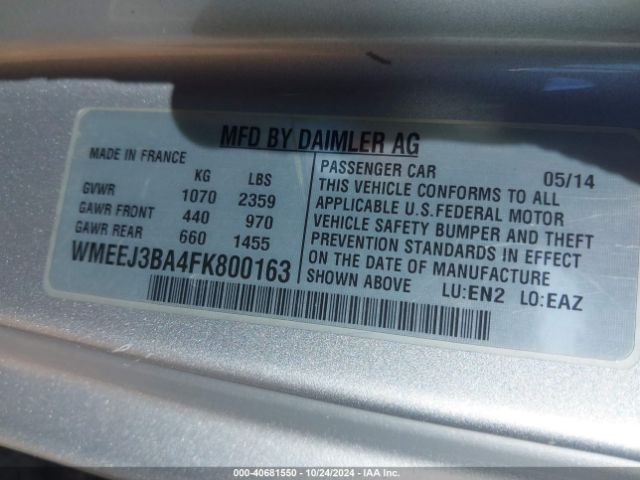 MFD BY DAIMLER AG
MADE IN FRANCE
KG LBS
GVWR 1070 2359
GAWR FRONT 440 970
GAWR REAR 660 1455
WMEEJ3BA4FK800163
PASSENGER CAR 05/14
THIS VEHICLE CONFORMS TO ALL
APPLICABLE U.S.FEDERAL MOTOR
VEHICLE SAFETY BUMPER AND THEFT
PREVENTION STANDARDS IN EFFECT
ON THE DATE OF MANUFACTURE
SHOWN ABOVE LU:EN2 LO:EAZ
000-40681550 - 10/24/2024 - IAA Inc.